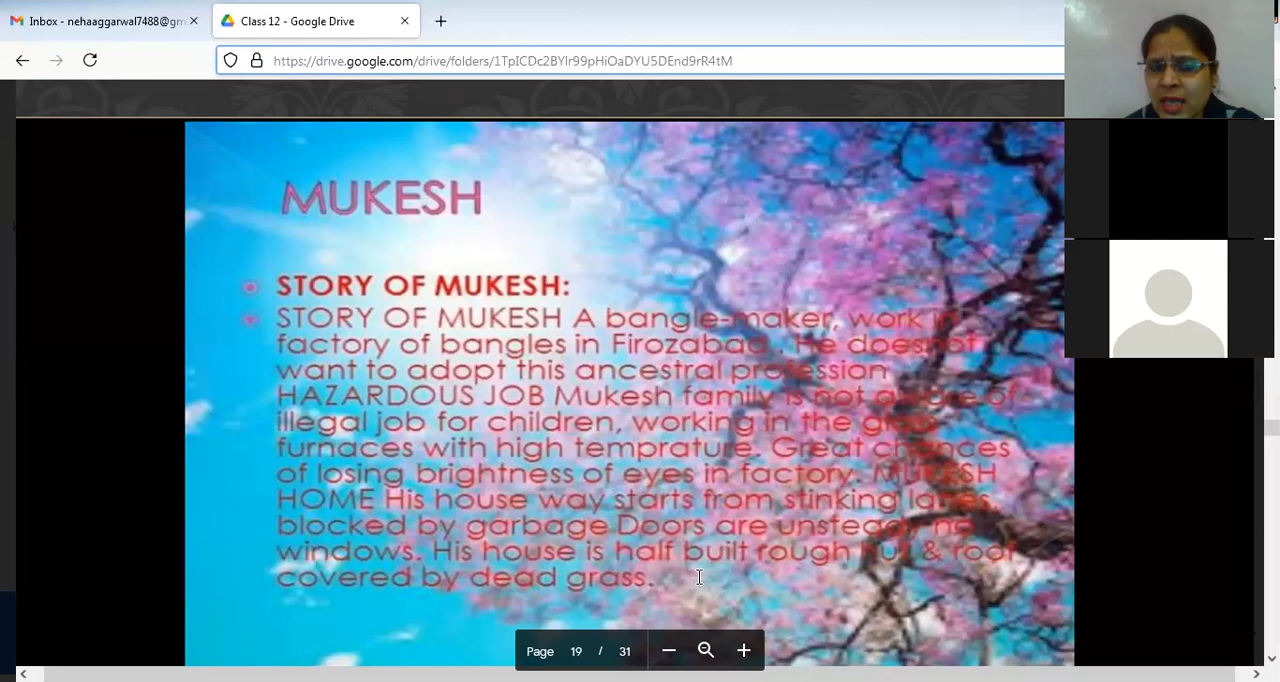 Inbox - nehaaggarwal7488@gm
Class 12 - Google Drive
https://drive.google.com/drive/folders/1TpICDc2BYlr99pHiOaDYU5DEnd9rR4tM
MUKESH
STORY OF MUKESH:
STORY OF MUKESH A bangle-maker, work in
factory of bangles in Firozabad . He doesnot
want to adopt this ancestral profession
HAZARDOUS JOB Mukesh family is not aware of
illegal job for children, working in the glass
furnaces with high temprature. Great chances
of losing brightness of eyes in factory. MUKESH
HOME His house way starts from stinking lanes
blocked by garbage Doors are unsteady no
windows. His house is half built rough hut & roof
covered by dead grass.
Page 19 / 31